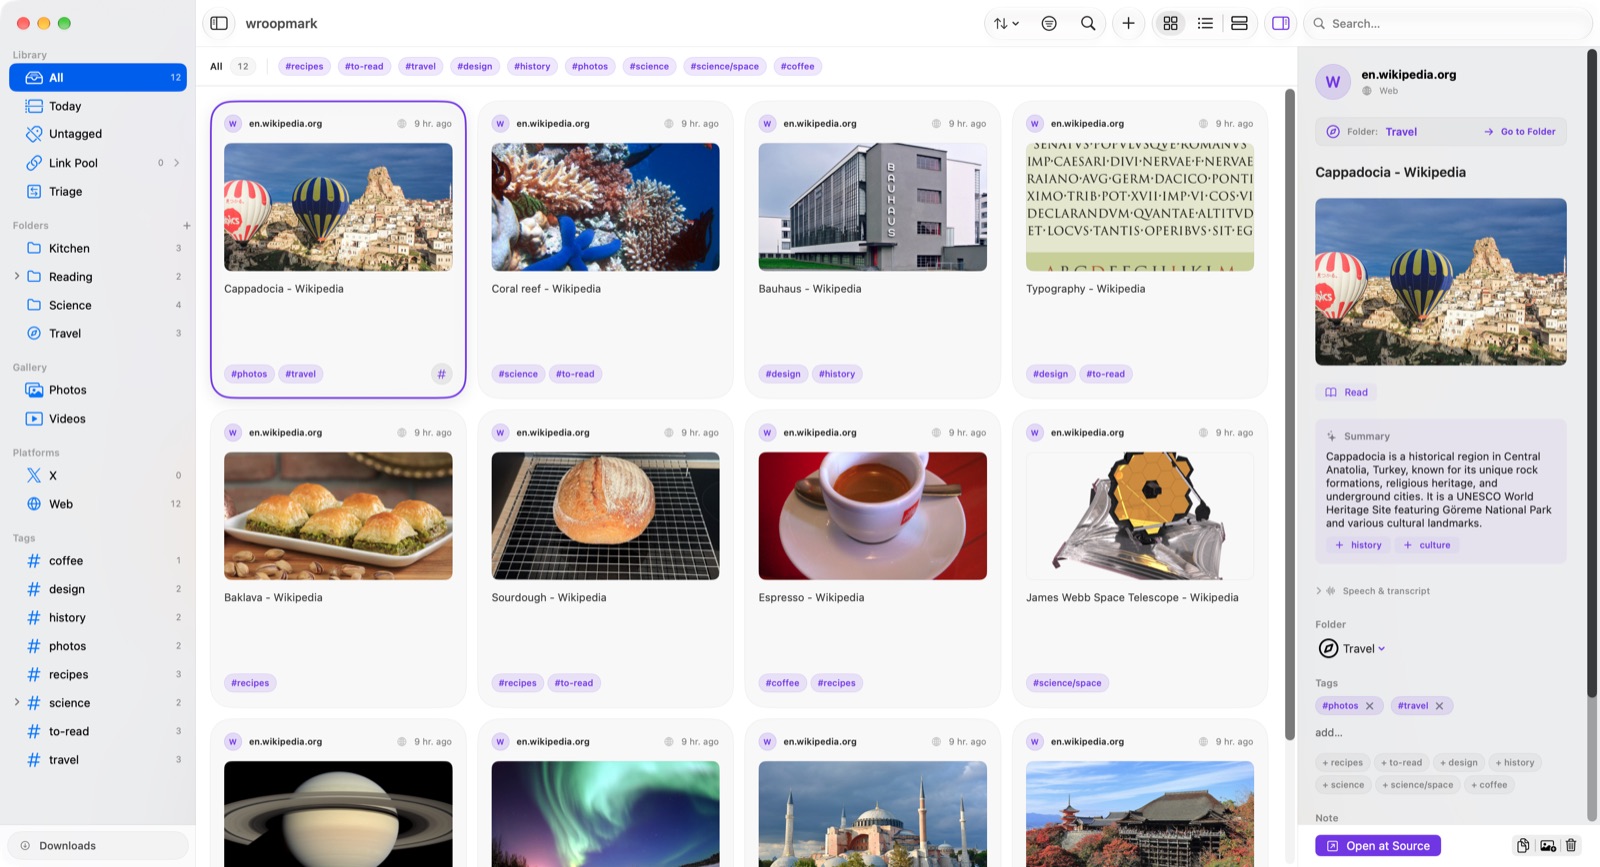 wroopmark
Search...
Library
All 12
Today
Untagged
Link Pool 0
Triage
Folders +
Kitchen 3
Reading 2
Science 4
Travel 3
Gallery
Photos
Videos
Platforms
X 0
Web 12
Tags
# coffee 1
# design 2
# history 2
# photos 2
# recipes 3
# science 2
# to-read 3
# travel 3
Downloads
All 12 #recipes #to-read #travel #design #history #photos #science #science/space #coffee
W en.wikipedia.org 9 hr. ago
Cappadocia - Wikipedia
#photos #travel #
W en.wikipedia.org 9 hr. ago
Coral reef - Wikipedia
#science #to-read
W en.wikipedia.org 9 hr. ago
BAUHAUS
Bauhaus - Wikipedia
#design #history
W en.wikipedia.org 9 hr. ago
SENATVS·POPVLVSQVE·ROMANVS
IMP·CAESARI·DIVI·NERVAE·F·NERVAE
RAIANO·AVG·GERM·DACICO·PONTI
XIMO·TRIB·POT·XVII·IMP·VI·COS·VI
DECLARANDVM·QVANTAE·ALTITVD
ET·LOCVS·TANTIS·OPERIBVS·SIT·EG
Typography - Wikipedia
#design #to-read
W en.wikipedia.org 9 hr. ago
Baklava - Wikipedia
#recipes
W en.wikipedia.org 9 hr. ago
Sourdough - Wikipedia
#recipes #to-read
W en.wikipedia.org 9 hr. ago
Espresso - Wikipedia
#coffee #recipes
W en.wikipedia.org 9 hr. ago
James Webb Space Telescope - Wikipedia
#science/space
W en.wikipedia.org 9 hr. ago
W en.wikipedia.org 9 hr. ago
W en.wikipedia.org 9 hr. ago
W en.wikipedia.org 9 hr. ago
W en.wikipedia.org
Web
Folder: Travel → Go to Folder
Cappadocia - Wikipedia
Read
Summary
Cappadocia is a historical region in Central
Anatolia, Turkey, known for its unique rock
formations, religious heritage, and
underground cities. It is a UNESCO World
Heritage Site featuring Göreme National Park
and various cultural landmarks.
+ history + culture
Speech & transcript
Folder
Travel
Tags
#photos × #travel ×
add...
+ recipes + to-read + design + history
+ science + science/space + coffee
Note
Open at Source